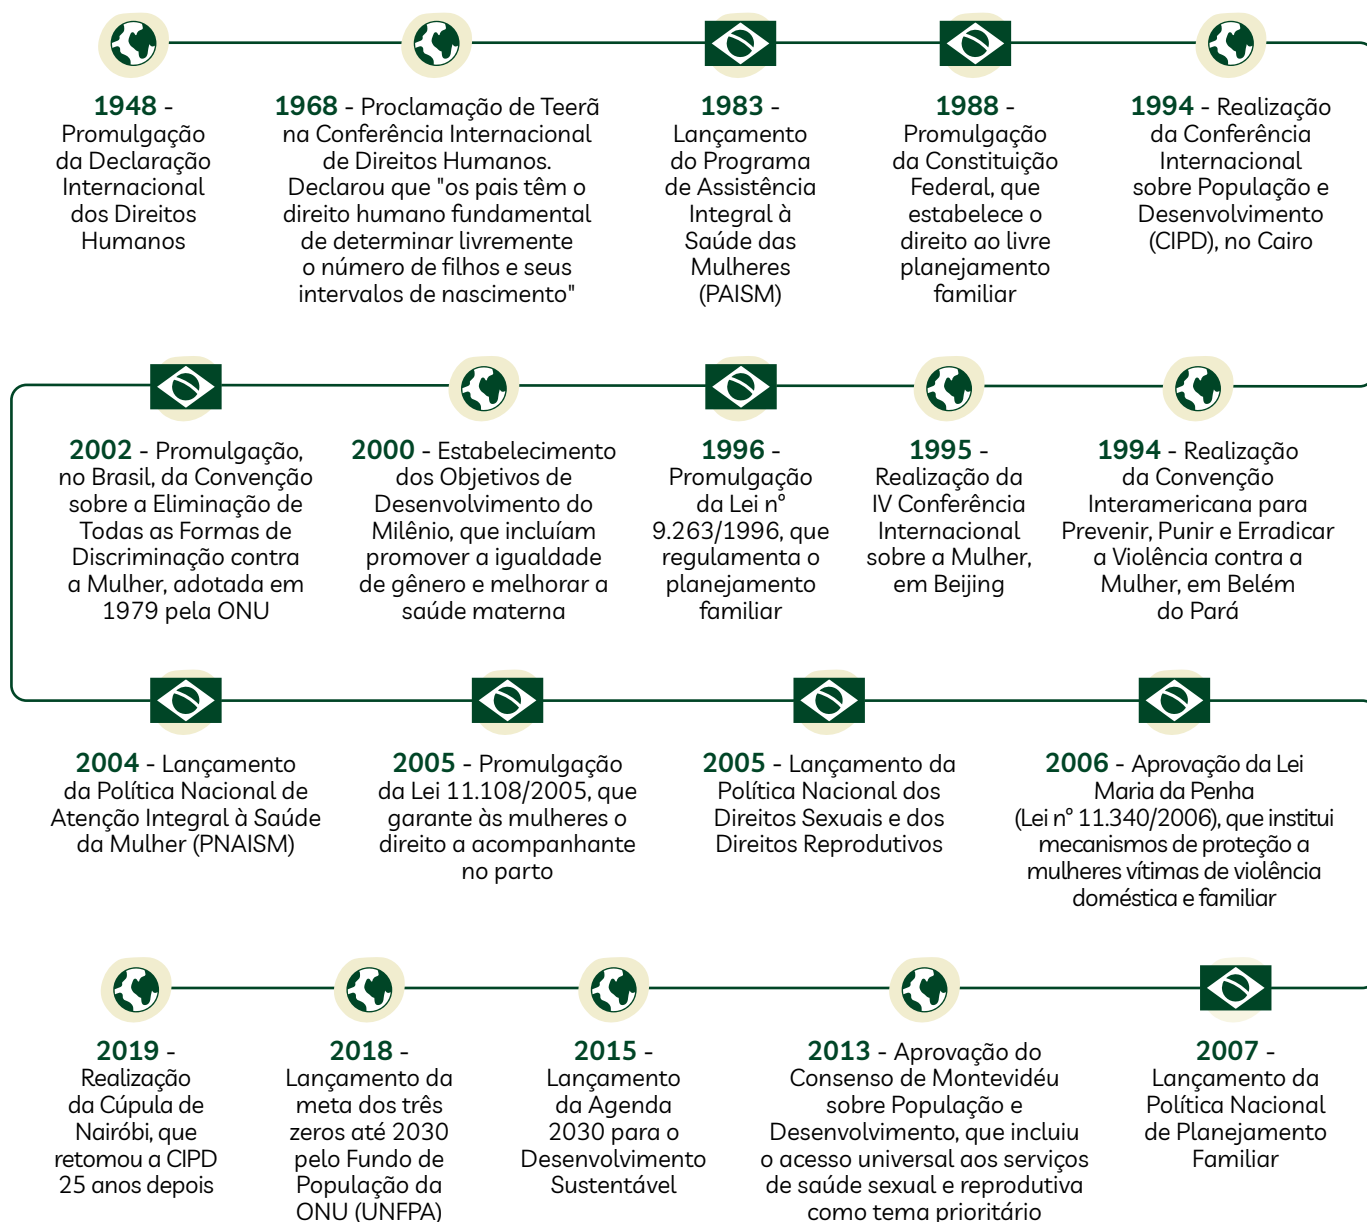 1948 -
Promulgação
da Declaração
Internacional
dos Direitos
Humanos
1968 - Proclamação de Teerã
na Conferência Internacional
de Direitos Humanos.
Declarou que "os pais têm o
direito humano fundamental
de determinar livremente
o número de filhos e seus
intervalos de nascimento"
1983 -
Lançamento
do Programa
de Assistência
Integral à
Saúde das
Mulheres
(PAISM)
1988 -
Promulgação
da Constituição
Federal, que
estabelece o
direito ao livre
planejamento
familiar
1994 - Realização
da Conferência
Internacional
sobre População e
Desenvolvimento
(CIPD), no Cairo
1994 - Realização
da Convenção
Interamericana para
Prevenir, Punir e Erradicar
a Violência contra a
Mulher, em Belém
do Pará
1995 -
Realização da
IV Conferência
Internacional
sobre a Mulher,
em Beijing
1996 -
Promulgação
da Lei nº
9.263/1996, que
regulamenta o
planejamento
familiar
2000 - Estabelecimento
dos Objetivos de
Desenvolvimento do
Milênio, que incluíam
promover a igualdade
de gênero e melhorar a
saúde materna
2002 - Promulgação,
no Brasil, da Convenção
sobre a Eliminação de
Todas as Formas de
Discriminação contra
a Mulher, adotada em
1979 pela ONU
2004 - Lançamento
da Política Nacional de
Atenção Integral à Saúde
da Mulher (PNAISM)
2005 - Promulgação
da Lei 11.108/2005, que
garante às mulheres o
direito a acompanhante
no parto
2005 - Lançamento da
Política Nacional dos
Direitos Sexuais e dos
Direitos Reprodutivos
2006 - Aprovação da Lei
Maria da Penha
(Lei nº 11.340/2006), que institui
mecanismos de proteção a
mulheres vítimas de violência
doméstica e familiar
2007 -
Lançamento da
Política Nacional
de Planejamento
Familiar
2013 - Aprovação do
Consenso de Montevidéu
sobre População e
Desenvolvimento, que incluiu
o acesso universal aos serviços
de saúde sexual e reprodutiva
como tema prioritário
2015 -
Lançamento
da Agenda
2030 para o
Desenvolvimento
Sustentável
2018 -
Lançamento da
meta dos três
zeros até 2030
pelo Fundo de
População da
ONU (UNFPA)
2019 -
Realização
da Cúpula de
Nairóbi, que
retomou a CIPD
25 anos depois